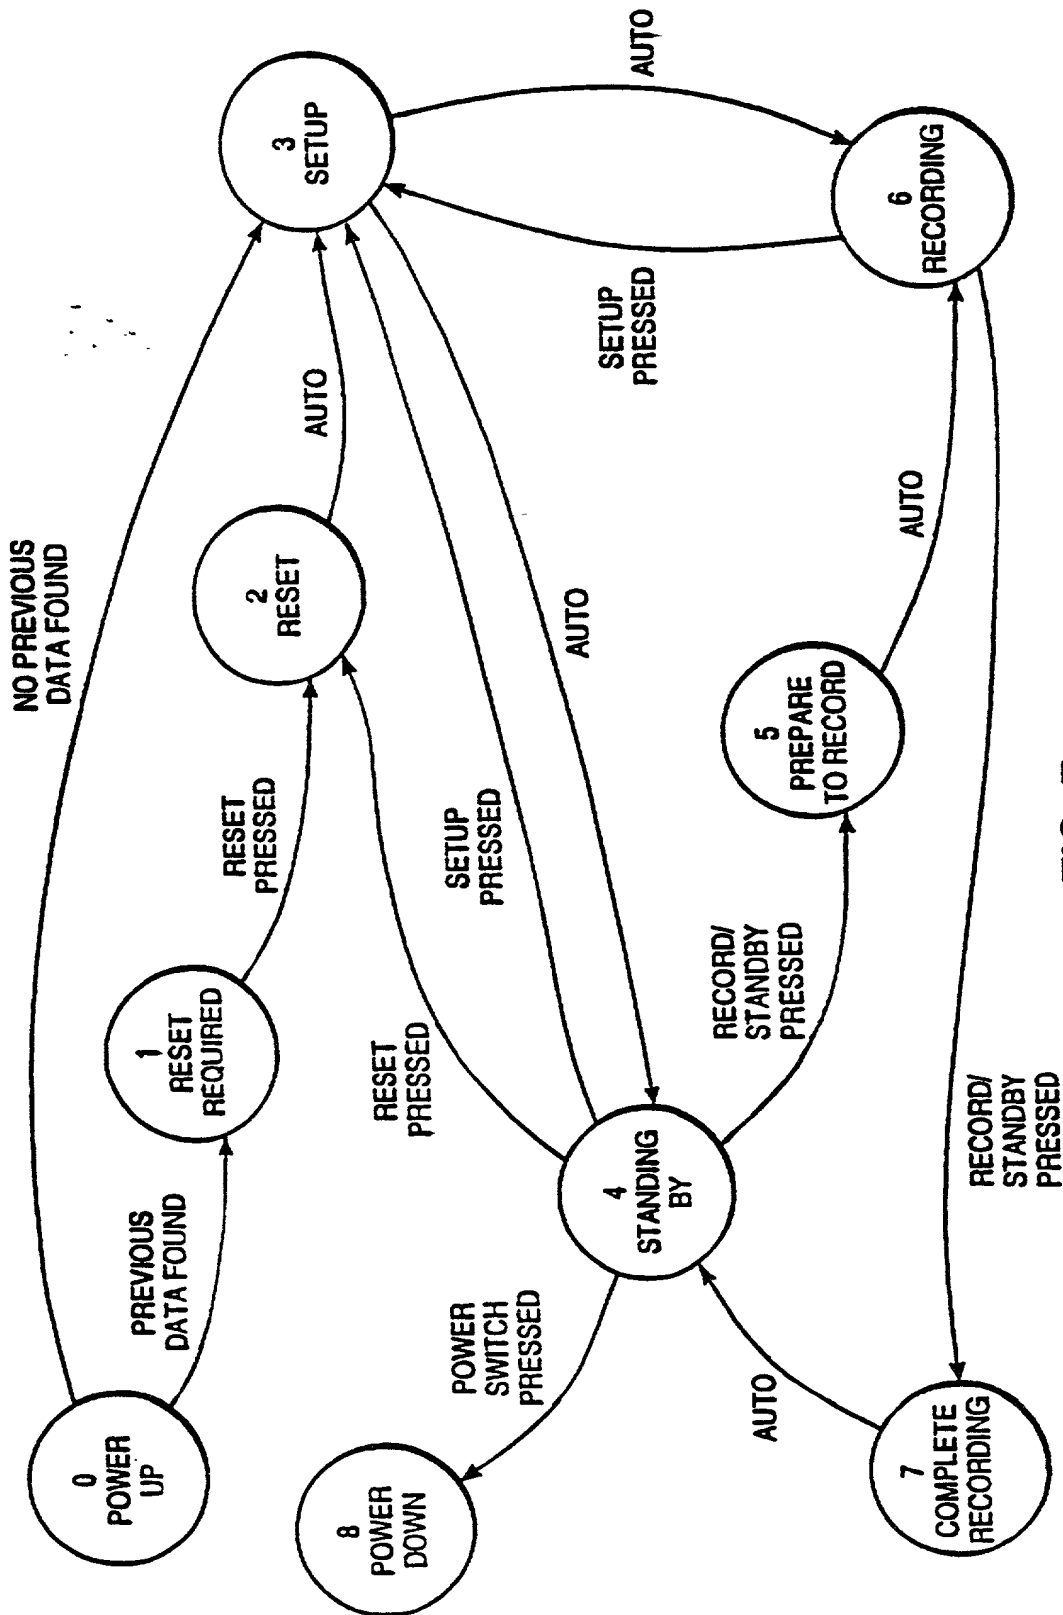 0
POWER
UP
NO PREVIOUS
DATA FOUND
PREVIOUS
DATA FOUND
1
RESET
REQUIRED
RESET
PRESSED
2
RESET
AUTO
3
SETUP
AUTO
8
POWER
DOWN
POWER
SWITCH
PRESSED
4
STANDING
BY
RESET
PRESSED
SETUP
PRESSED
AUTO
SETUP
PRESSED
RECORD/
STANDBY
PRESSED
5
PREPARE
TO RECORD
AUTO
6
RECORDING
7
COMPLETE
RECORDING
AUTO
RECORD/
STANDBY
PRESSED